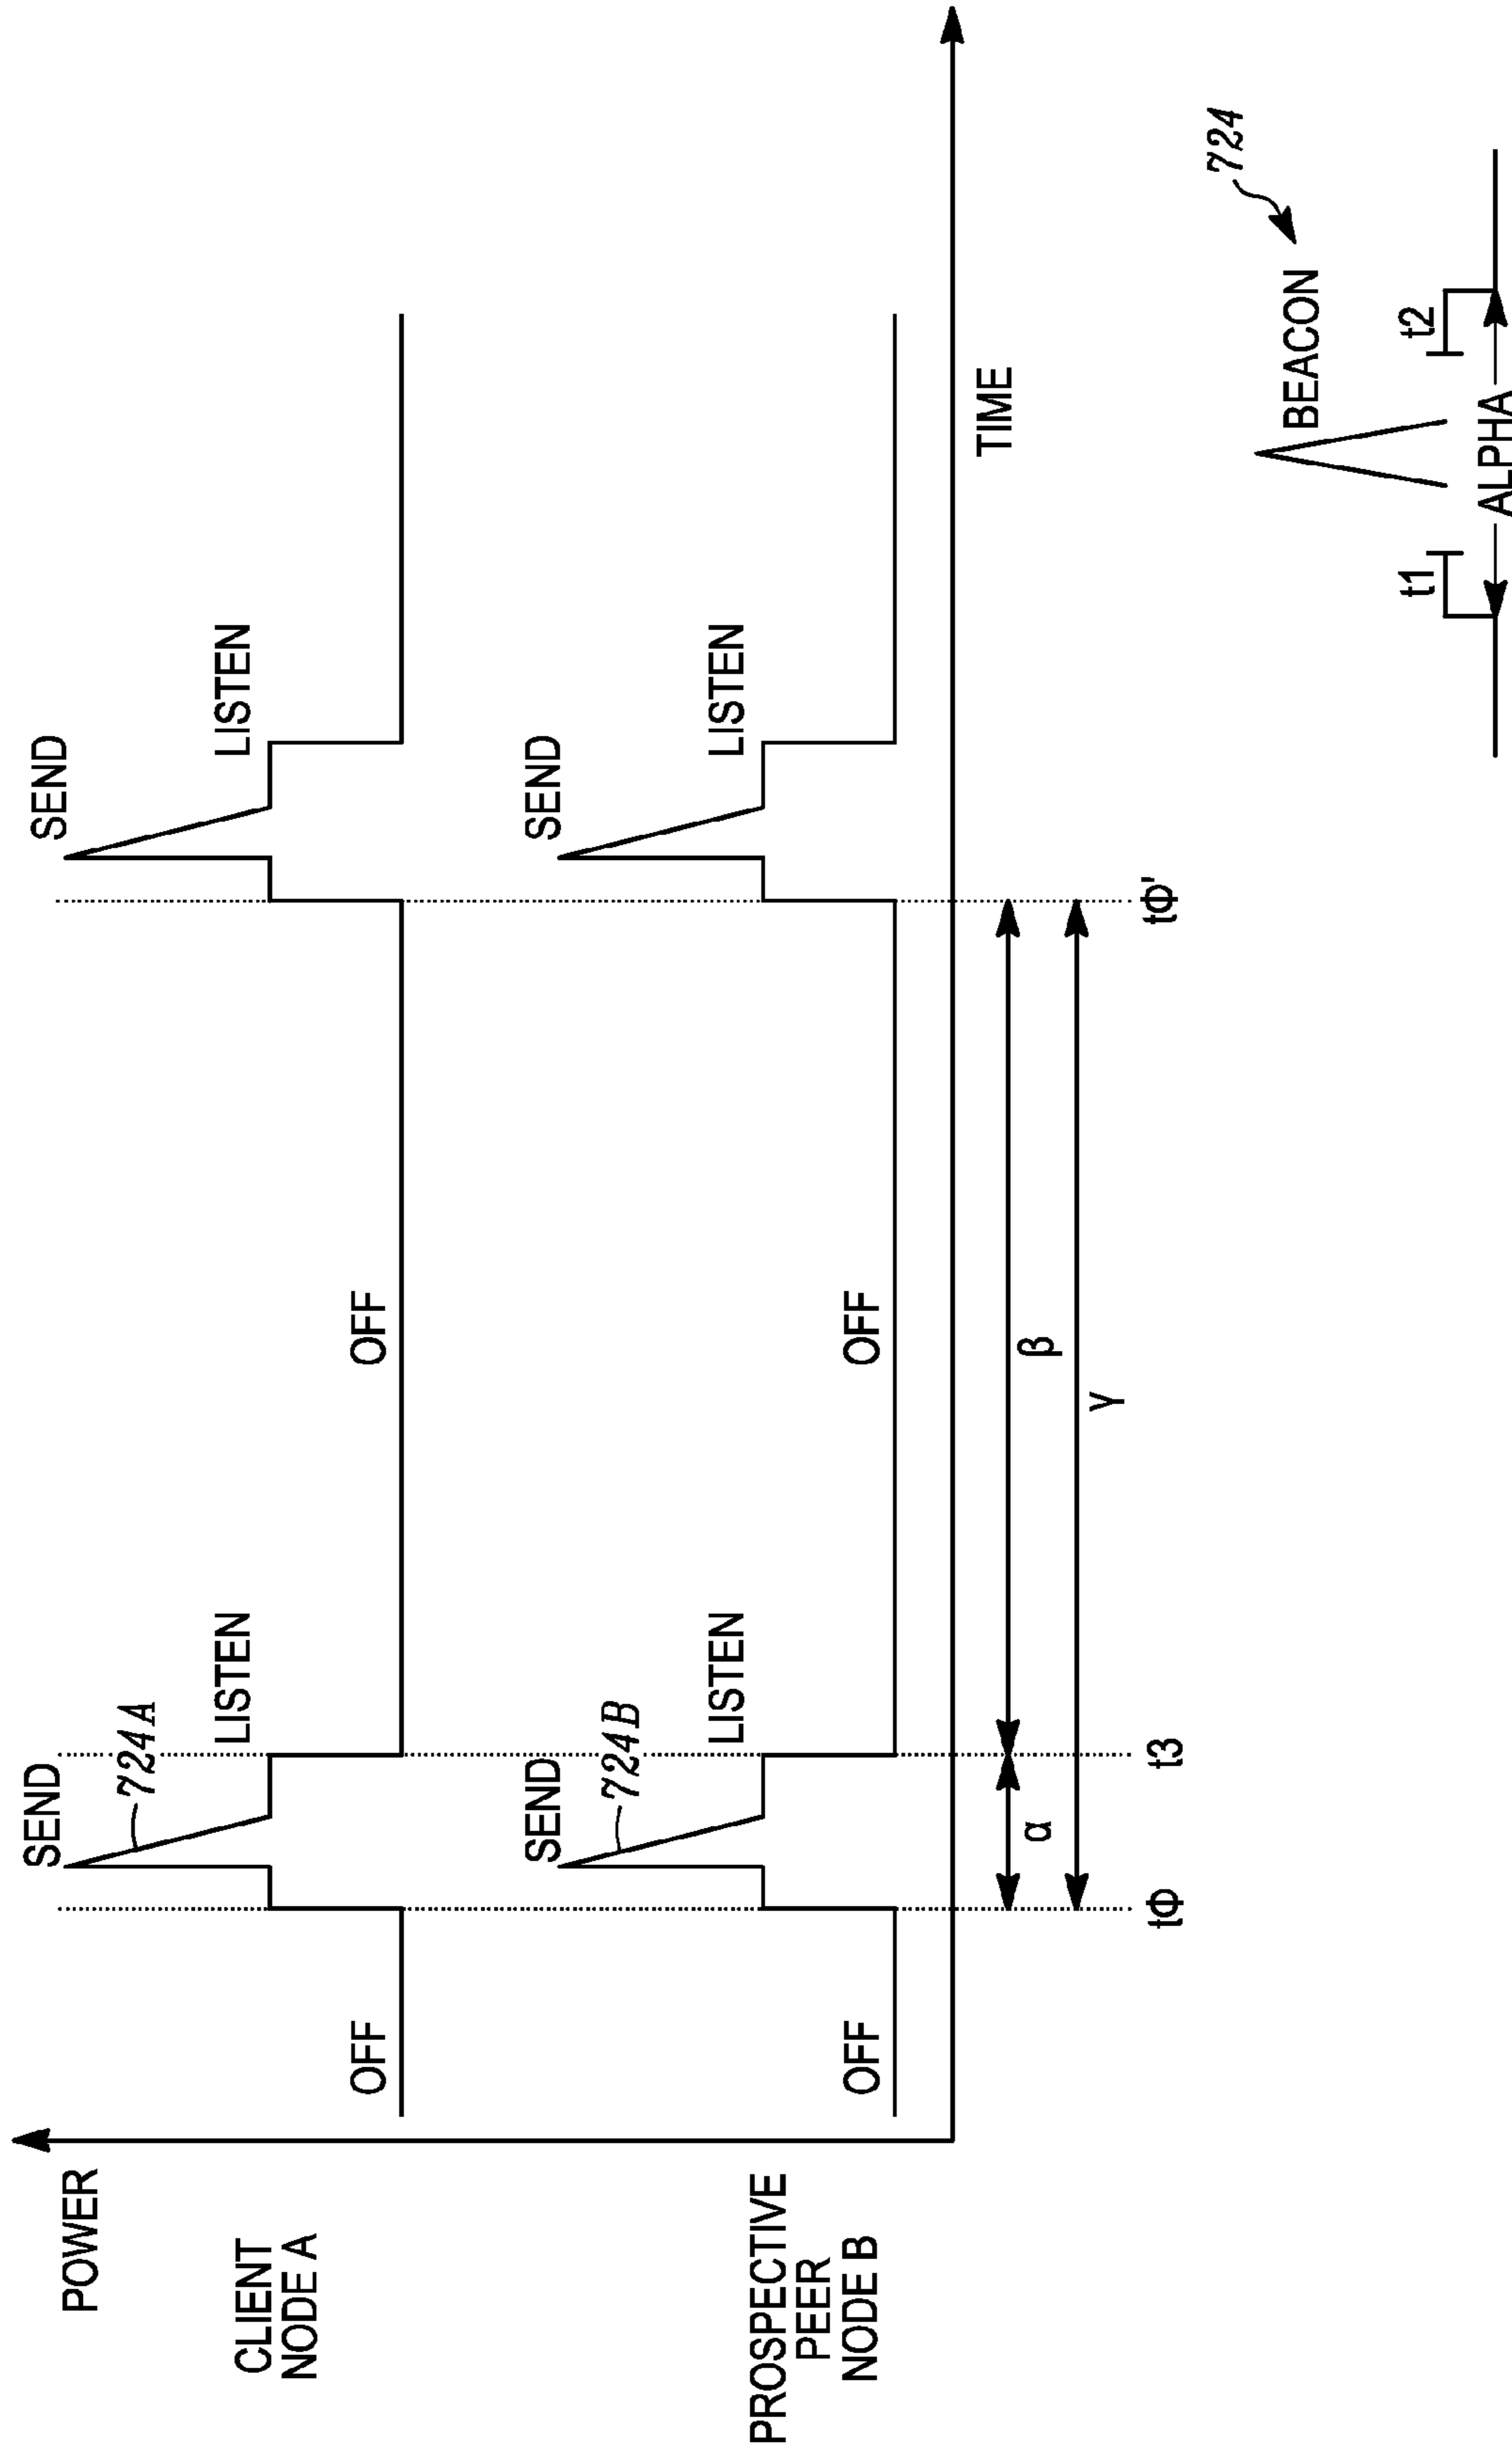 POWER
SEND
724A
LISTEN
SEND
LISTEN
CLIENT
NODE A
OFF
OFF
SEND
724B
LISTEN
SEND
LISTEN
PROSPECTIVE
PEER
NODE B
OFF
OFF
TIME
α
β
γ
tΦ
t3
tΦ'
724
BEACON
t1
t2
ALPHA